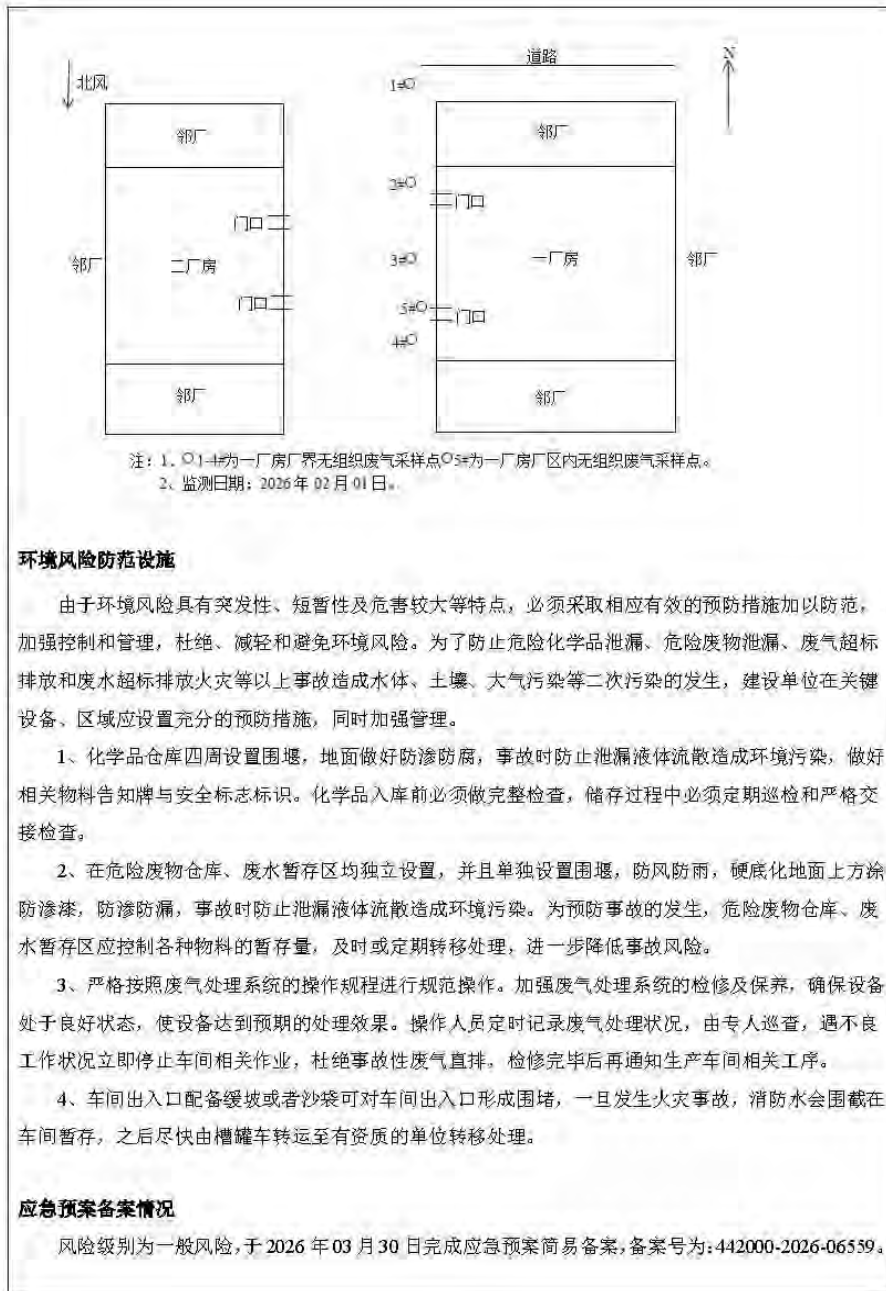 道路
N
北风
1#
邻厂
邻厂
2#
门口
门口
邻厂
二厂房
3#
一厂房
邻厂
门口
5#
门口
4#
邻厂
邻厂
注：1、○1-4#为一厂房厂界无组织废气采样点○5#为一厂房厂区内无组织废气采样点。
2、监测日期：2026年02月01日。
环境风险防范设施
由于环境风险具有突发性、短暂性及危害较大等特点，必须采取相应有效的预防措施加以防范，
加强控制和管理，杜绝、减轻和避免环境风险。为了防止危险化学品泄漏、危险废物泄漏、废气超标
排放和废水超标排放火灾等以上事故造成水体、土壤、大气污染等二次污染的发生，建设单位在关键
设备、区域应设置充分的预防措施，同时加强管理。
1、化学品仓库四周设置围堰，地面做好防渗防腐，事故时防止泄漏液体流散造成环境污染，做好
相关物料告知牌与安全标志标识。化学品入库前必须做完整检查，储存过程中必须定期巡检和严格交
接检查。
2、在危险废物仓库、废水暂存区均独立设置，并且单独设置围堰，防风防雨，硬底化地面上方涂
防渗漆，防渗防漏，事故时防止泄漏液体流散造成环境污染。为预防事故的发生，危险废物仓库、废
水暂存区应控制各种物料的暂存量，及时或定期转移处理，进一步降低事故风险。
3、严格按照废气处理系统的操作规程进行规范操作。加强废气处理系统的检修及保养，确保设备
处于良好状态，使设备达到预期的处理效果。操作人员定时记录废气处理状况，由专人巡查，遇不良
工作状况立即停止车间相关作业，杜绝事故性废气直排，检修完毕后再通知生产车间相关工序。
4、车间出入口配备缓坡或者沙袋可对车间出入口形成围堵，一旦发生火灾事故，消防水会围截在
车间暂存，之后尽快由槽罐车转运至有资质的单位转移处理。
应急预案备案情况
风险级别为一般风险，于2026年03月30日完成应急预案简易备案，备案号为：442000-2026-06559。